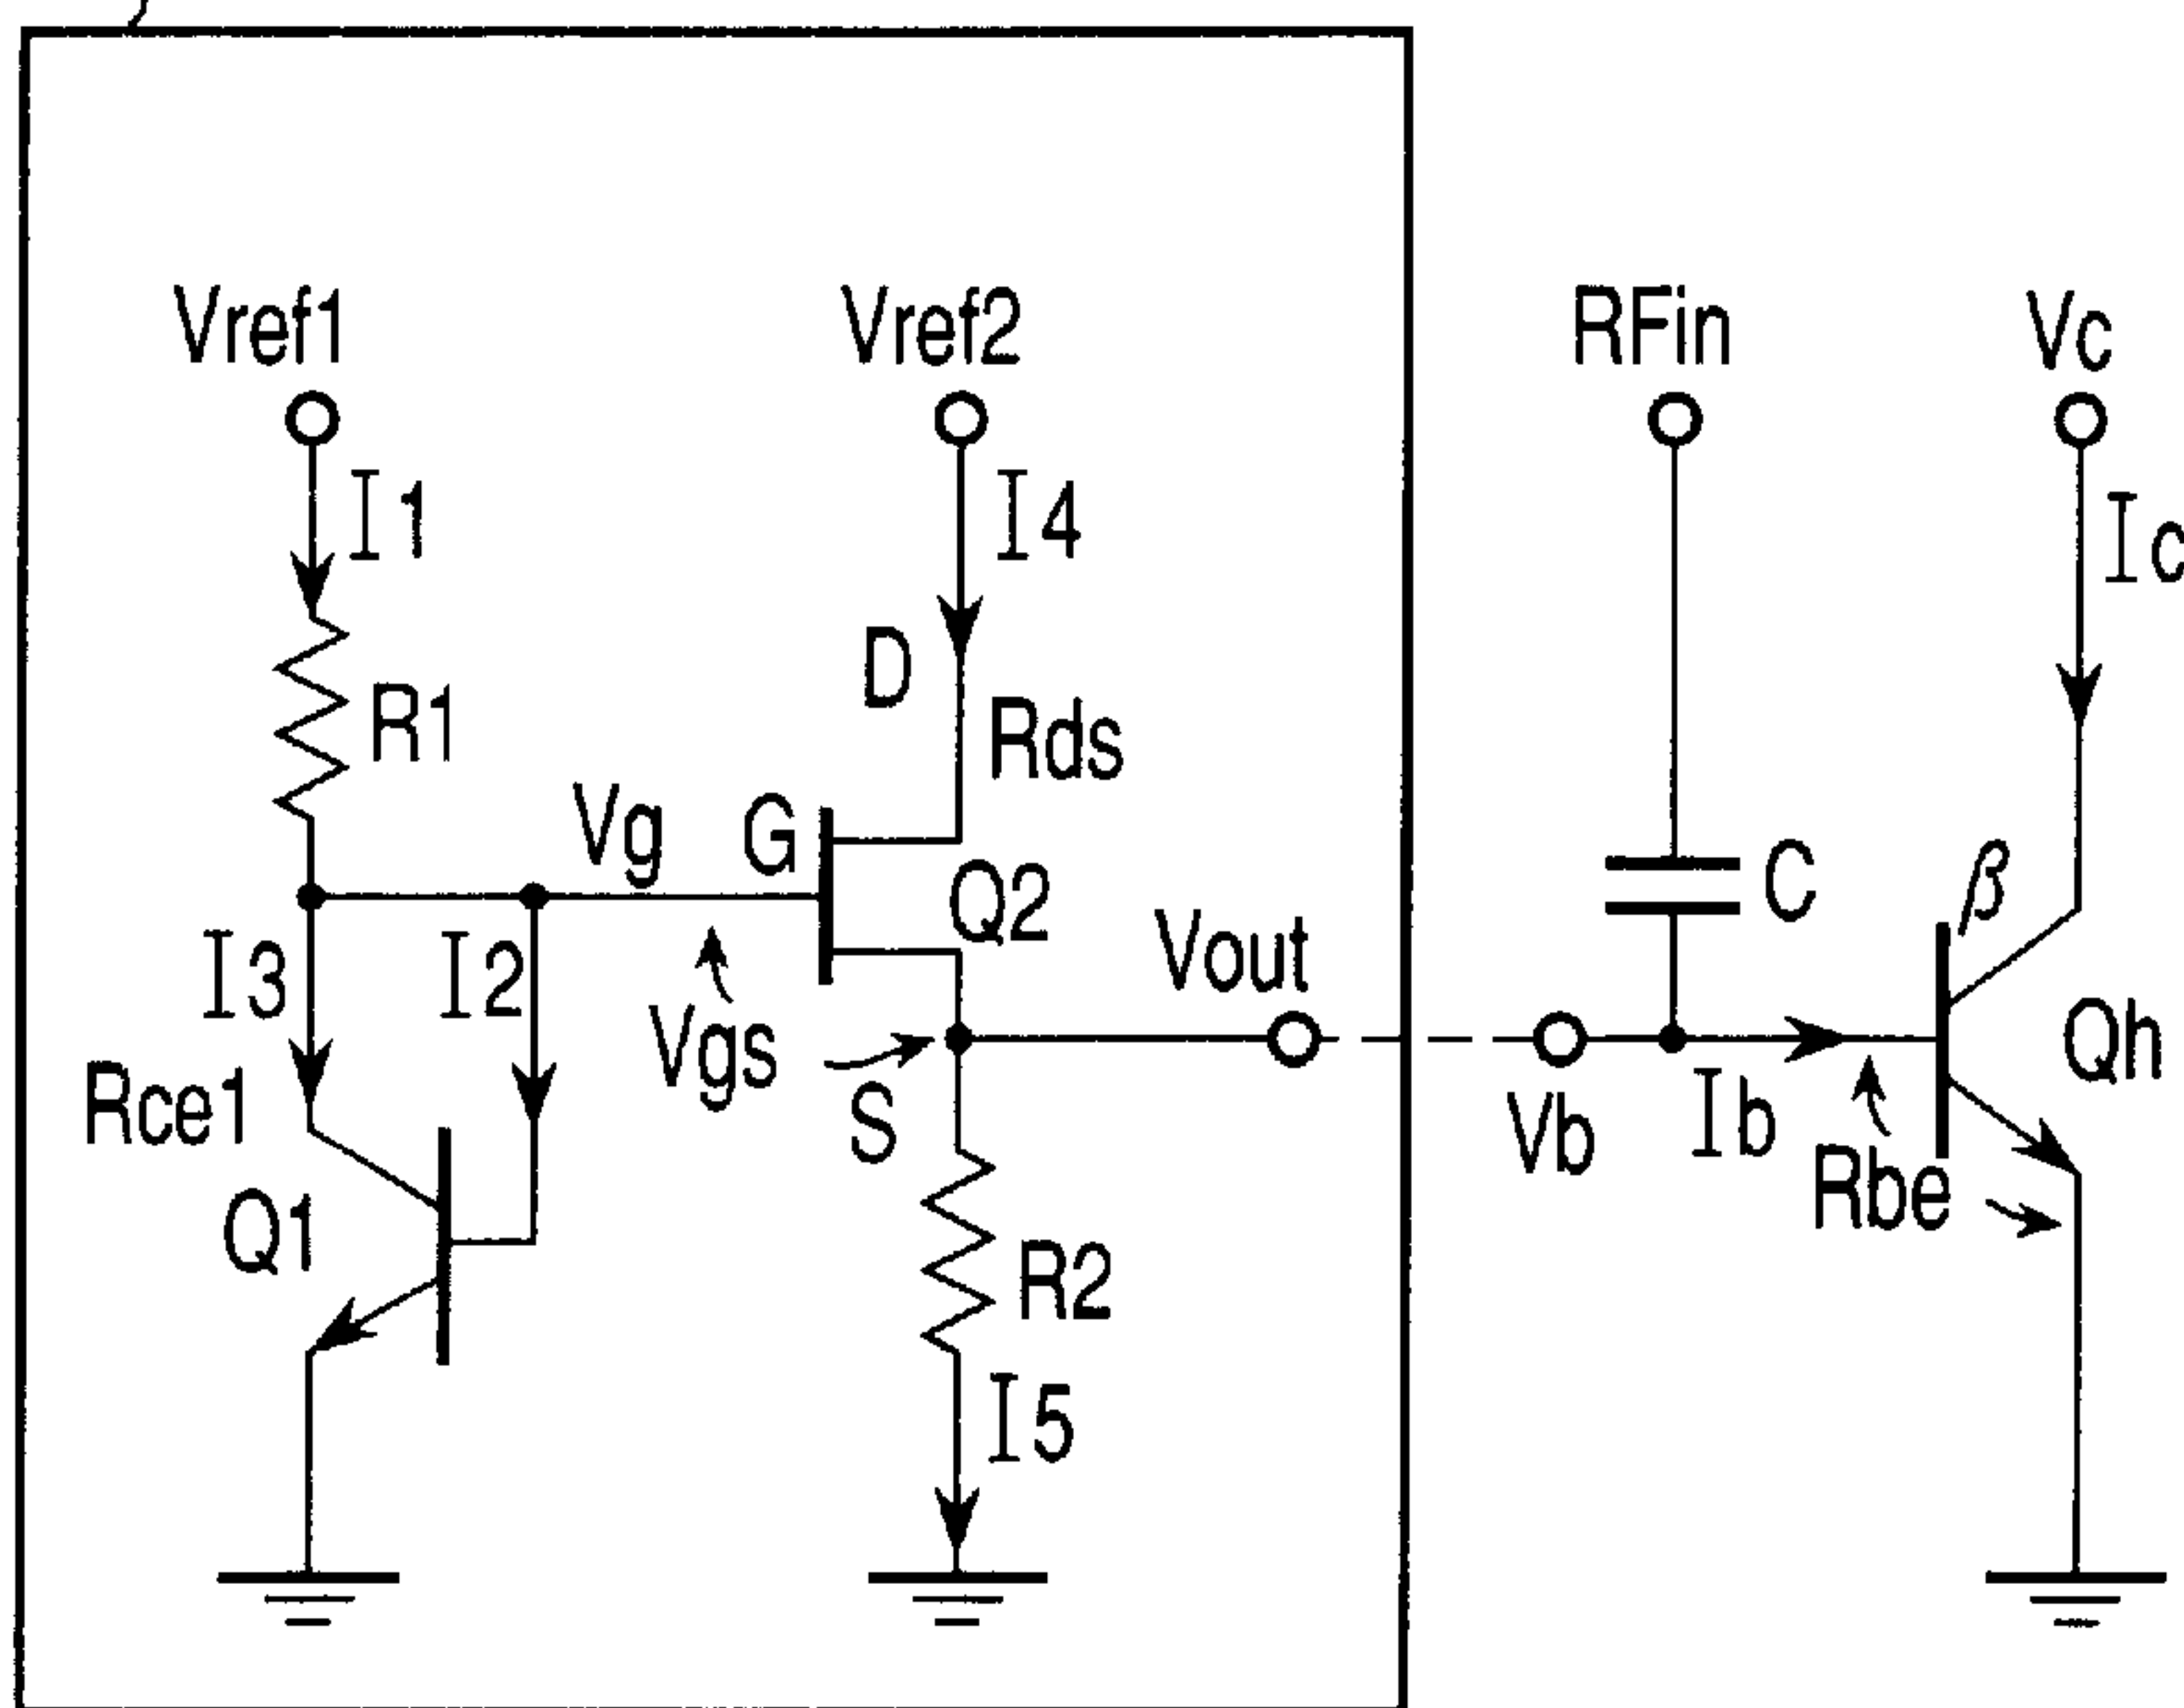 Vref1
Vref2
RFin
Vc
I1
I4
Ic
D
R1
Rds
Vg
G
Q2
C
β
I3
I2
Vgs
Vout
Qh
Rce1
S
Vb
Ib
Rbe
Q1
R2
I5